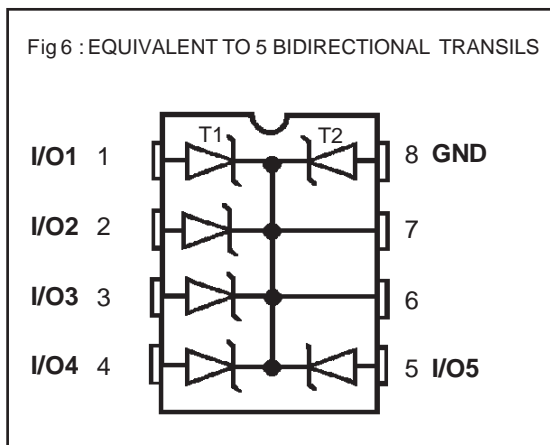 Fig 6 : EQUIVALENT TO 5 BIDIRECTIONAL TRANSILS
T1 T2
I/O1 1 8 GND
I/O2 2 7
I/O3 3 6
I/O4 4 5 I/O5